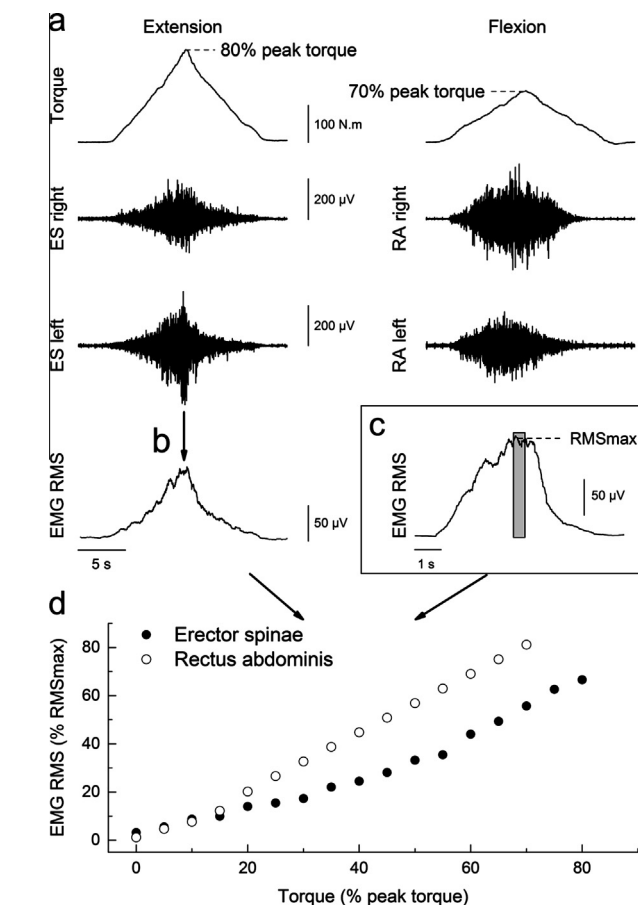 a
Extension
Flexion
80% peak torque
70% peak torque
Torque
100 N.m
ES right
200 µV
RA right
ES left
200 µV
RA left
b
c
EMG RMS
50 µV
5 s
EMG RMS
RMSmax
50 µV
1 s
d
Erector spinae
Rectus abdominis
EMG RMS (% RMSmax)
80
60
40
20
0
0 20 40 60 80
Torque (% peak torque)